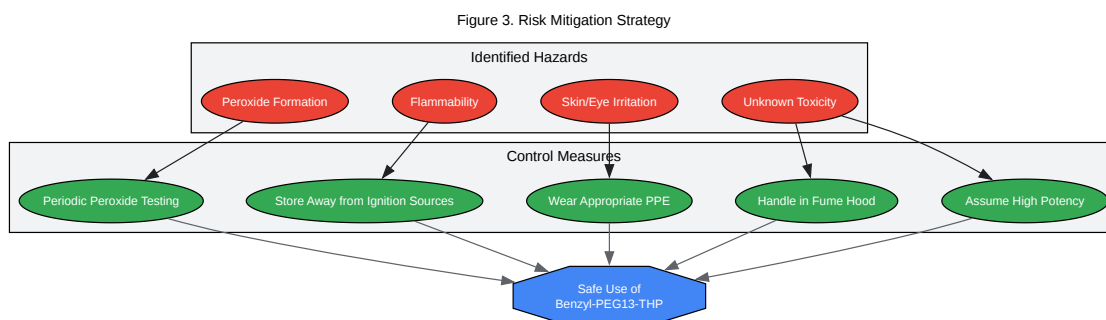 Figure 3. Risk Mitigation Strategy
Identified Hazards
Peroxide Formation
Flammability
Skin/Eye Irritation
Unknown Toxicity
Control Measures
Periodic Peroxide Testing
Store Away from Ignition Sources
Wear Appropriate PPE
Handle in Fume Hood
Assume High Potency
Safe Use of
Benzyl-PEG13-THP